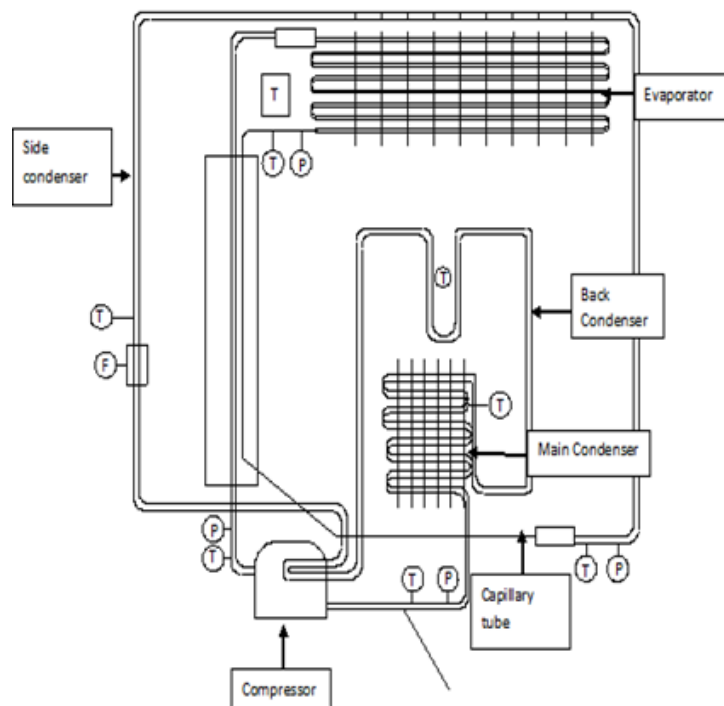 T
Evaporator
Side
condenser
T
P
T
Back
Condenser
T
F
T
Main Condenser
P
T
T
P
T
P
Capillary
tube
Compressor